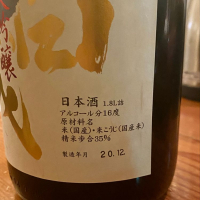 吟醸
日本酒 1.8L詰
アルコール分16度
原材料名
米(国産)・米こうじ(国産米)
精米歩合35%
製造年月 20.12